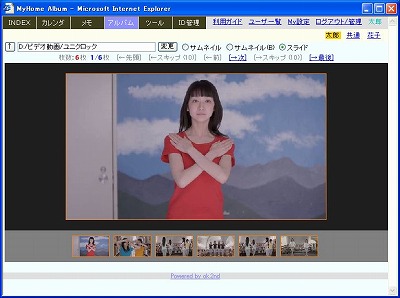 MyHome Album - Microsoft Internet Explorer
INDEX カレンダ メモ アルバム ツール ID管理 利用ガイド ユーザ一覧 My設定 ログアウト/管理 太郎
太郎 共通 花子
↑ D:/ビデオ動画/ユニクロック 変更 サムネイル サムネイル(B) スライド
枚数:6枚 1/6枚 [←先頭] [←スキップ(10)] [←前] [→次] [→スキップ(10)] [→最後]
Powered by ok2nd